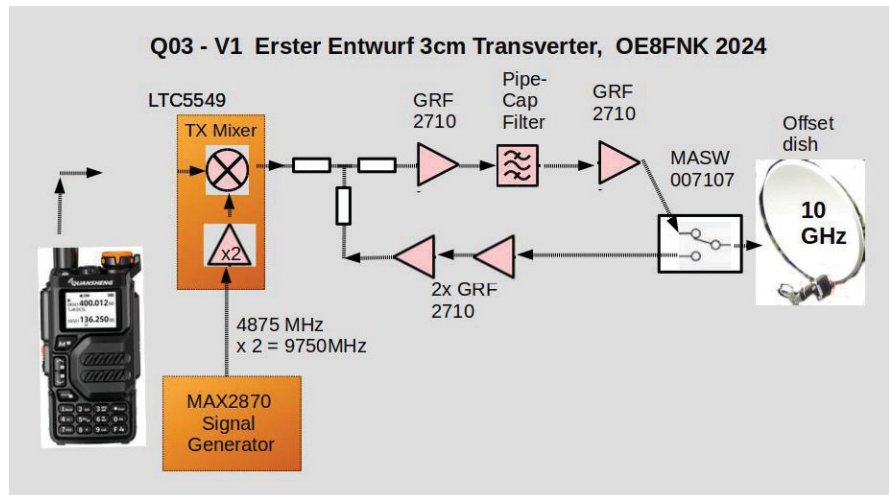 Q03 - V1 Erster Entwurf 3cm Transverter, OE8FNK 2024
LTC5549
TX Mixer
x2
GRF
2710
Pipe-
Cap
Filter
GRF
2710
MASW
007107
Offset
dish
10
GHz
2x GRF
2710
4875 MHz
x 2 = 9750MHz
MAX2870
Signal
Generator
QUANSHENG
400.012
136.250